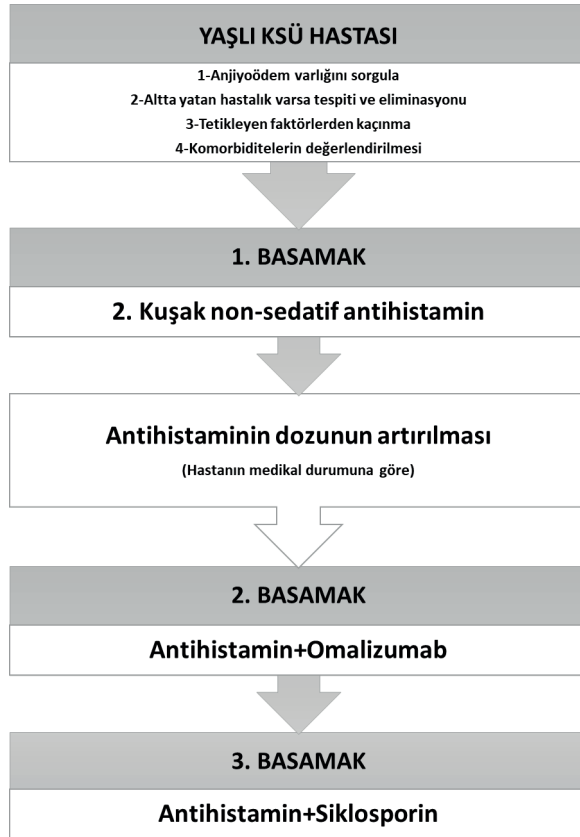 YAŞLI KSÜ HASTASI
1-Anjiyoödem varlığını sorgula
2-Altta yatan hastalık varsa tespiti ve eliminasyonu
3-Tetikleyen faktörlerden kaçınma
4-Komorbiditelerin değerlendirilmesi
1. BASAMAK
2. Kuşak non-sedatif antihistamin
Antihistaminin dozunun artırılması
(Hastanın medikal durumuna göre)
2. BASAMAK
Antihistamin+Omalizumab
3. BASAMAK
Antihistamin+Siklosporin